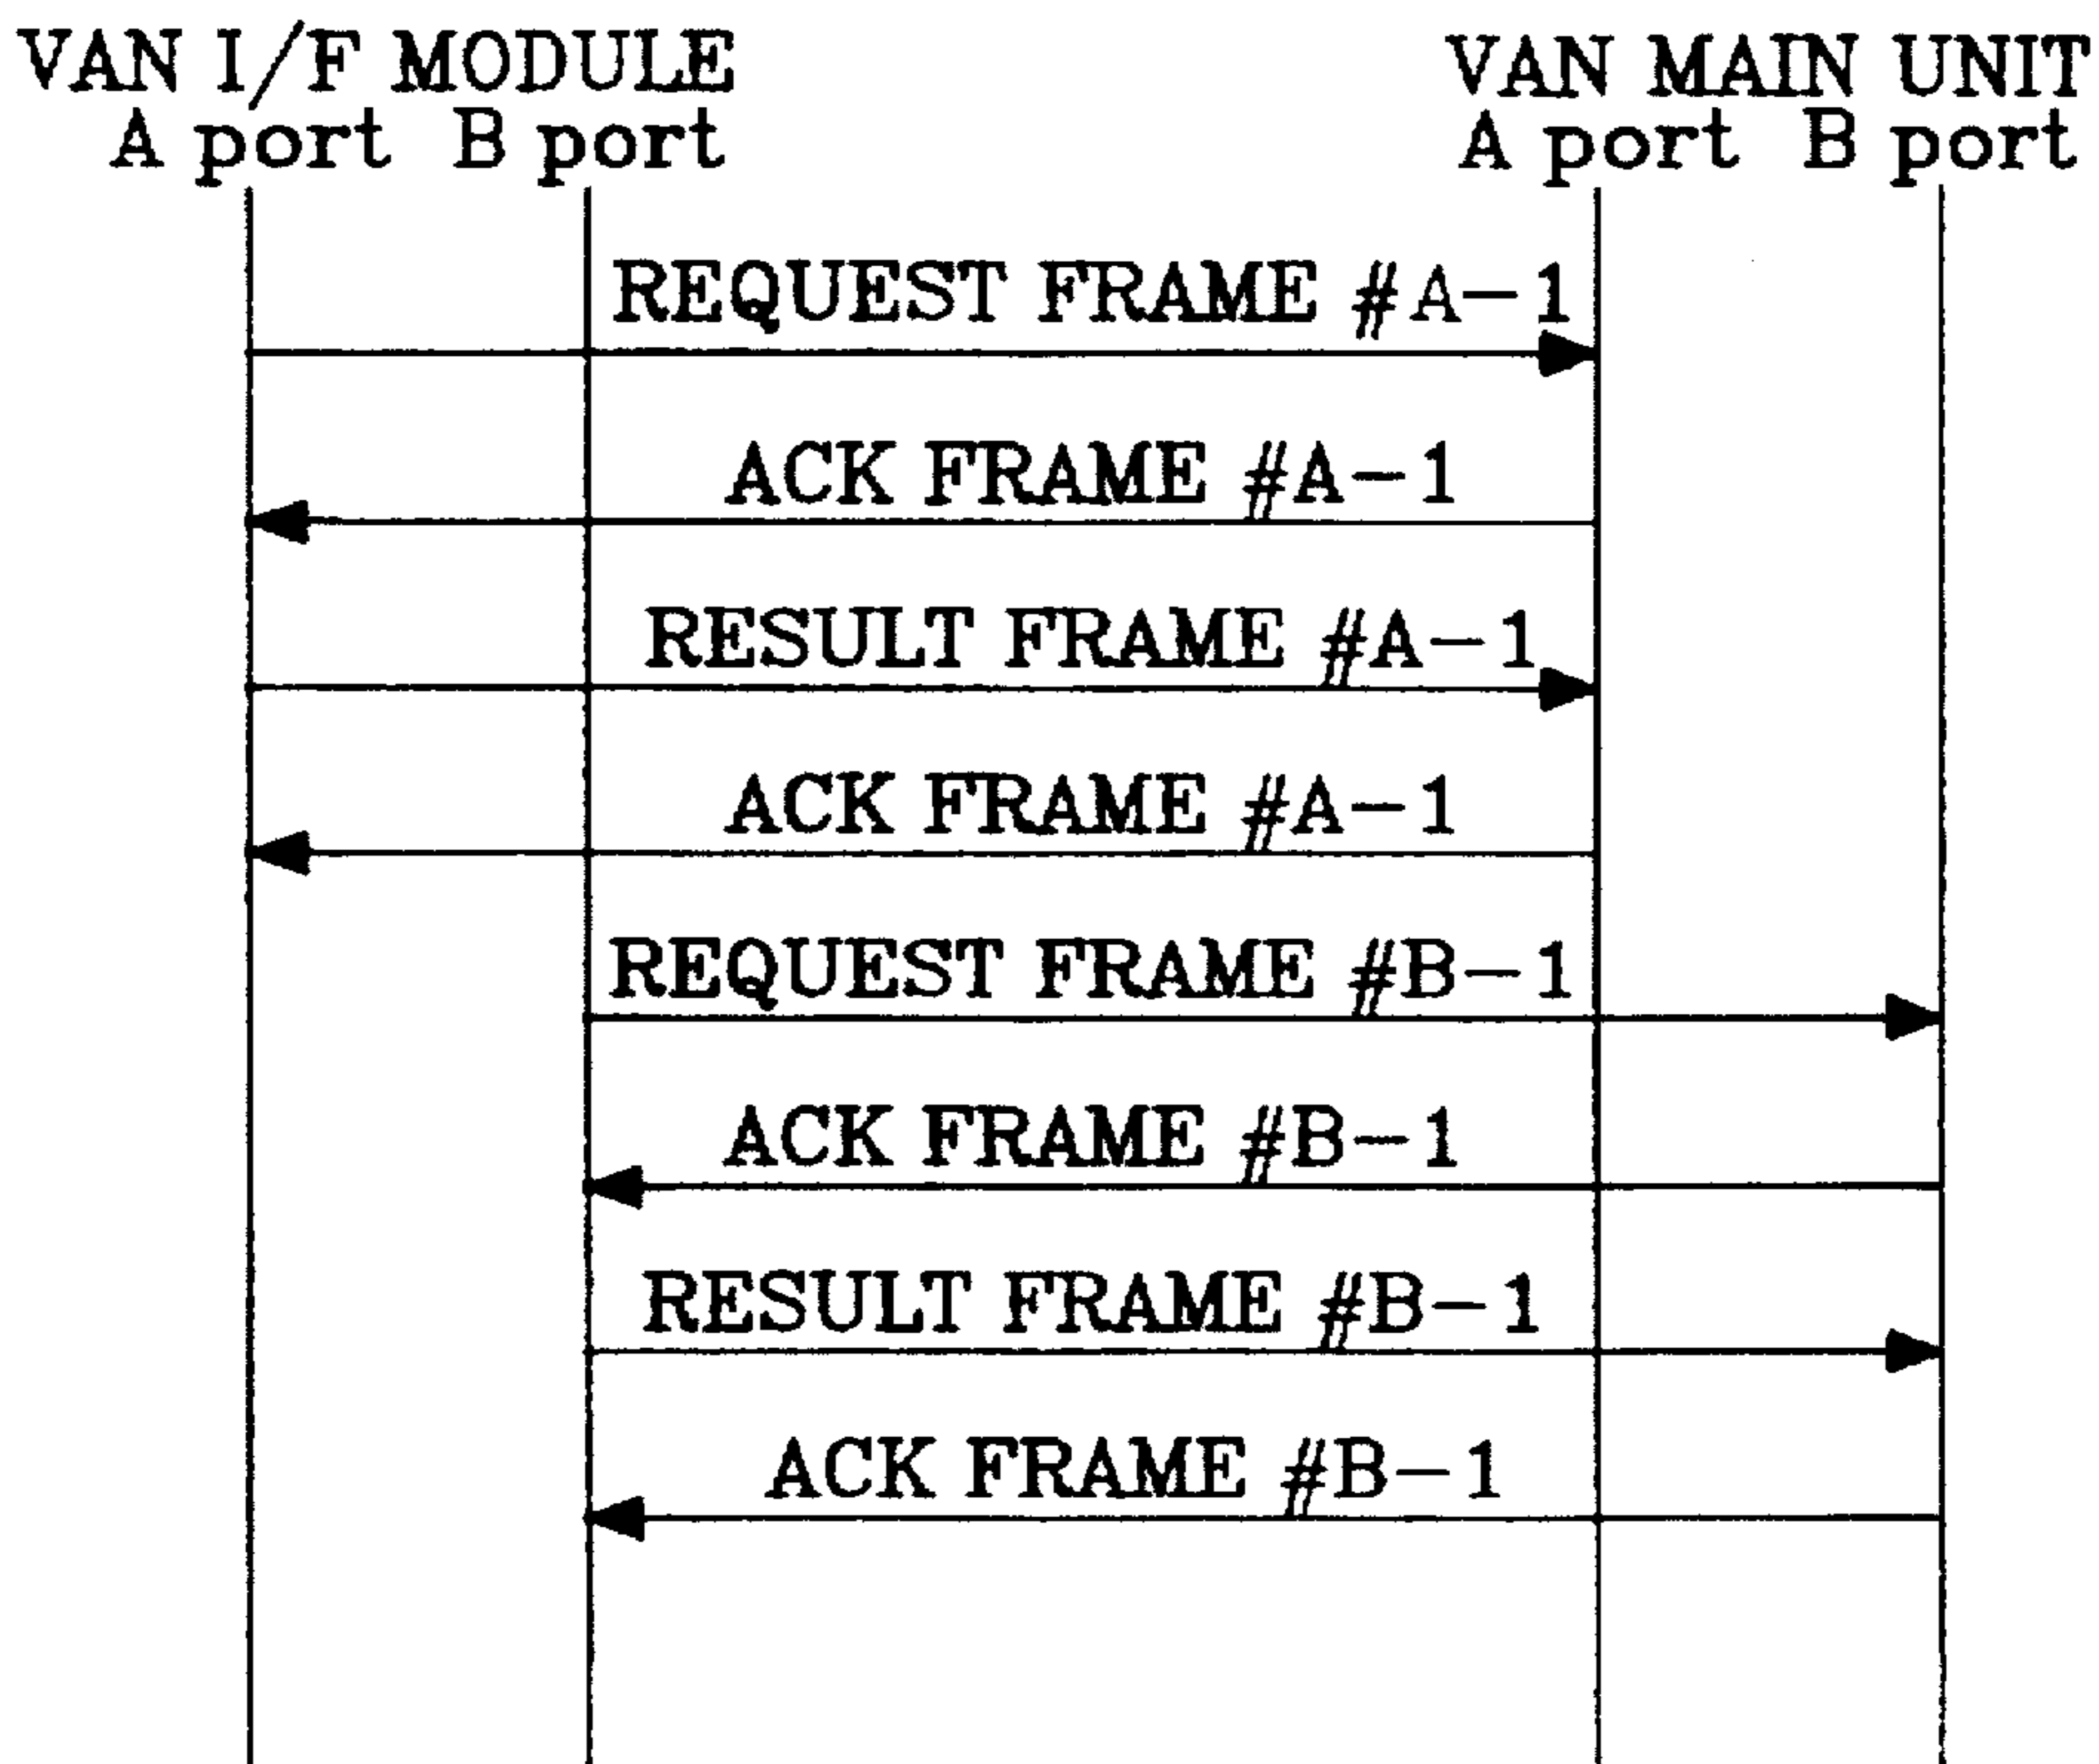 VAN I/F MODULE
VAN MAIN UNIT
A port B port
A port B port
REQUEST FRAME #A-1
ACK FRAME #A-1
RESULT FRAME #A-1
ACK FRAME #A-1
REQUEST FRAME #B-1
ACK FRAME #B-1
RESULT FRAME #B-1
ACK FRAME #B-1